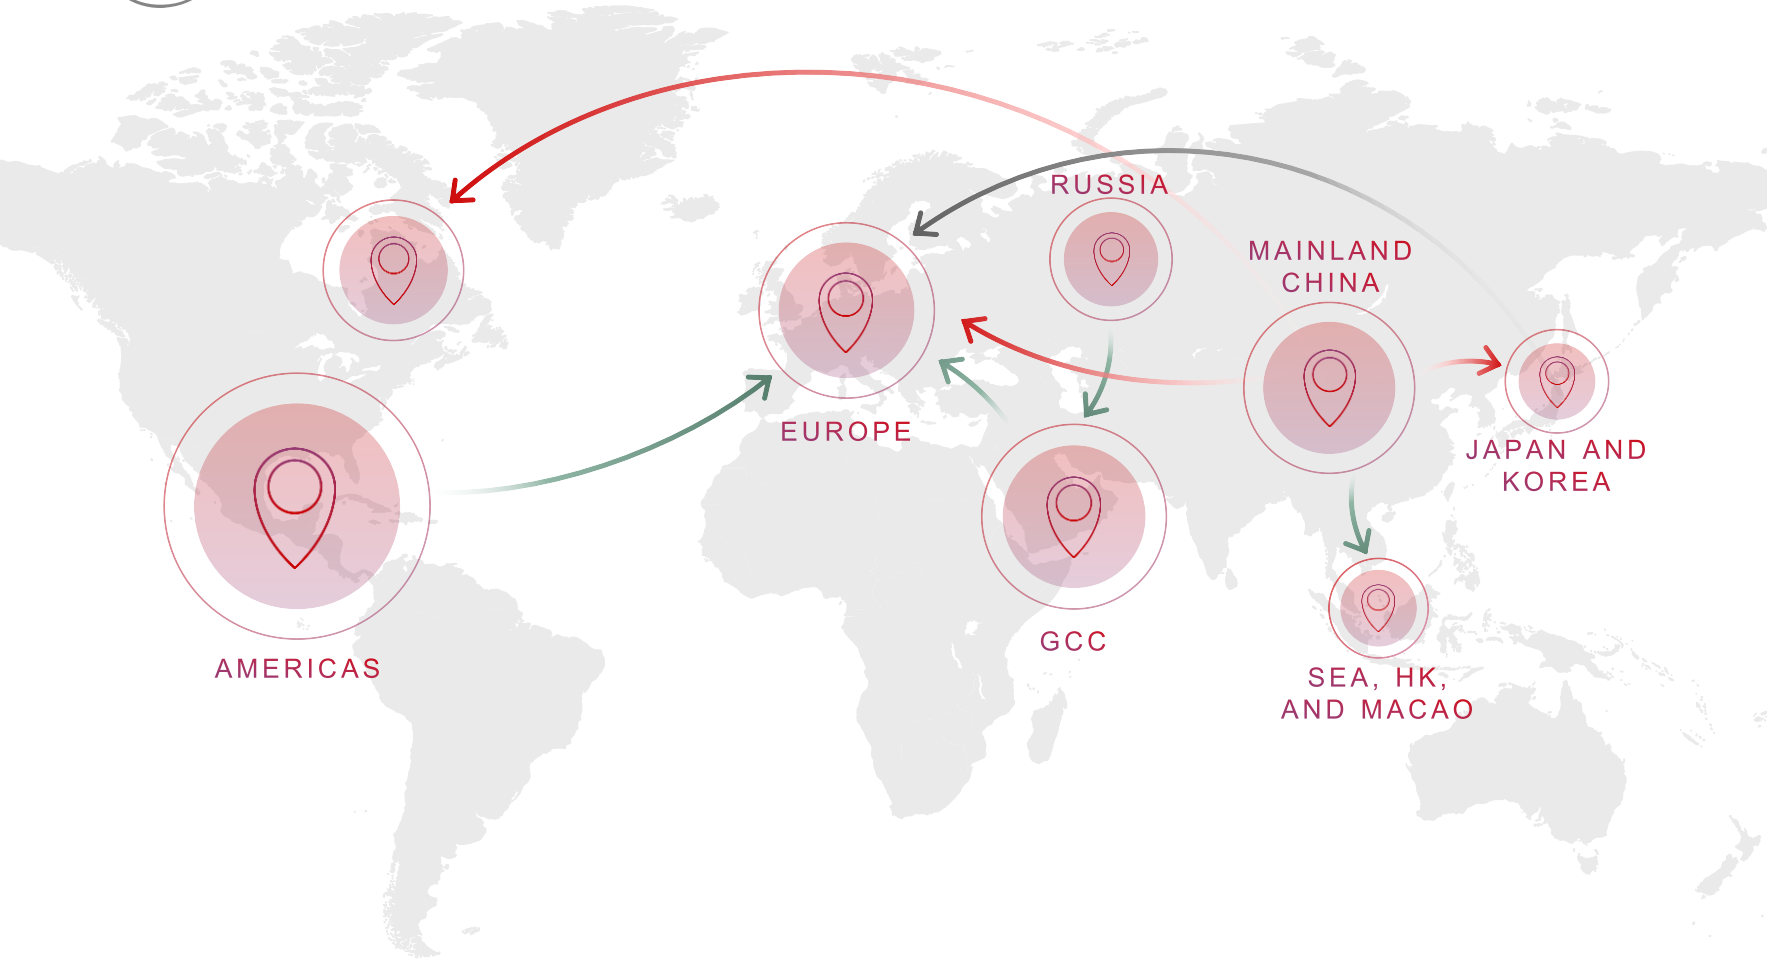 RUSSIA
MAINLAND
CHINA
EUROPE
JAPAN AND
KOREA
GCC
AMERICAS
SEA, HK,
AND MACAO